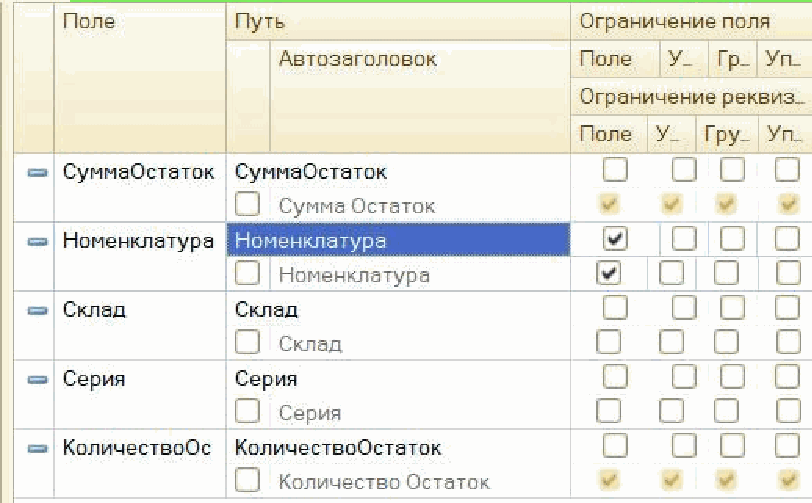 Поле Путь Ограничение поля
Автозаголовок Поле У... Гр... Уп...
Ограничение реквиз...
Поле У... Гру... Уп...
СуммаОстаток СуммаОстаток
Сумма Остаток
Номенклатура Номенклатура
Номенклатура
Склад Склад
Склад
Серия Серия
Серия
КоличествоОс КоличествоОстаток
Количество Остаток